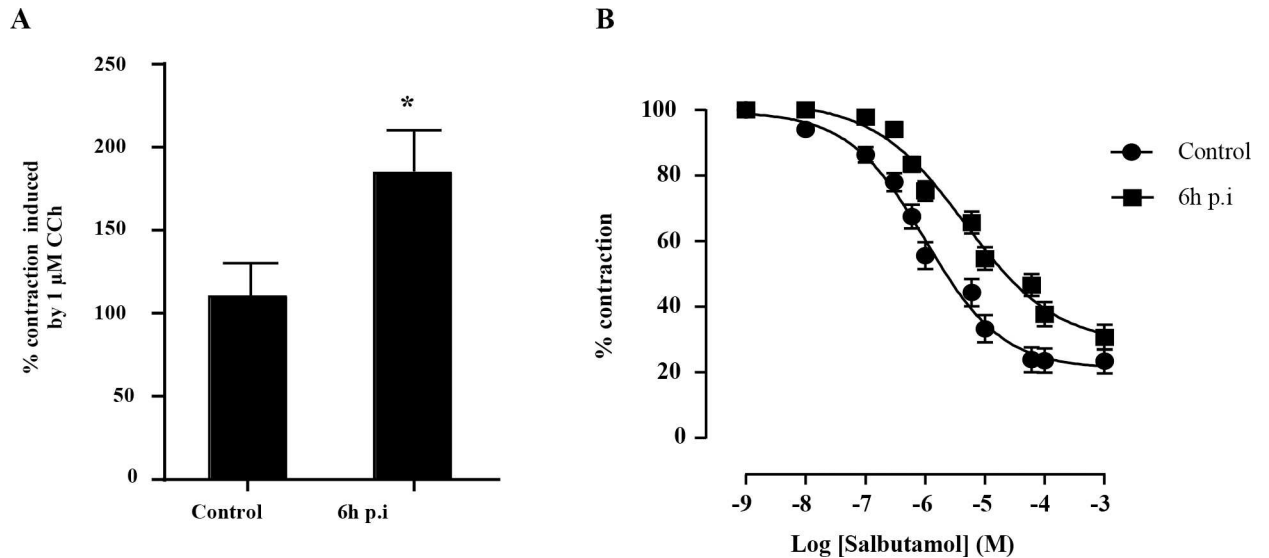 A
B
% contraction induced
by 1 µM CCh
250
200
150
100
50
0
*
Control
6h p.i
% contraction
100
80
60
40
20
0
Control
6h p.i
-9
-8
-7
-6
-5
-4
-3
Log [Salbutamol] (M)